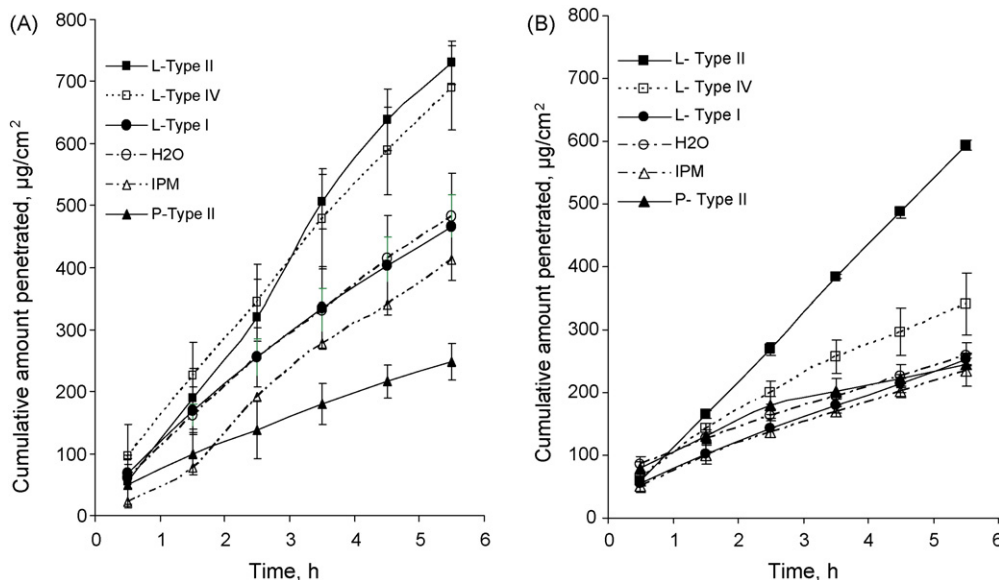 (A)
800
700
600
500
400
300
200
100
0
Cumulative amount penetrated, µg/cm²
L-Type II
L-Type IV
L-Type I
H2O
IPM
P-Type II
0 1 2 3 4 5 6
Time, h
(B)
800
700
600
500
400
300
200
100
0
Cumulative amount penetrated, µg/cm²
L- Type II
L- Type IV
L- Type I
H2O
IPM
P- Type II
0 1 2 3 4 5 6
Time, h